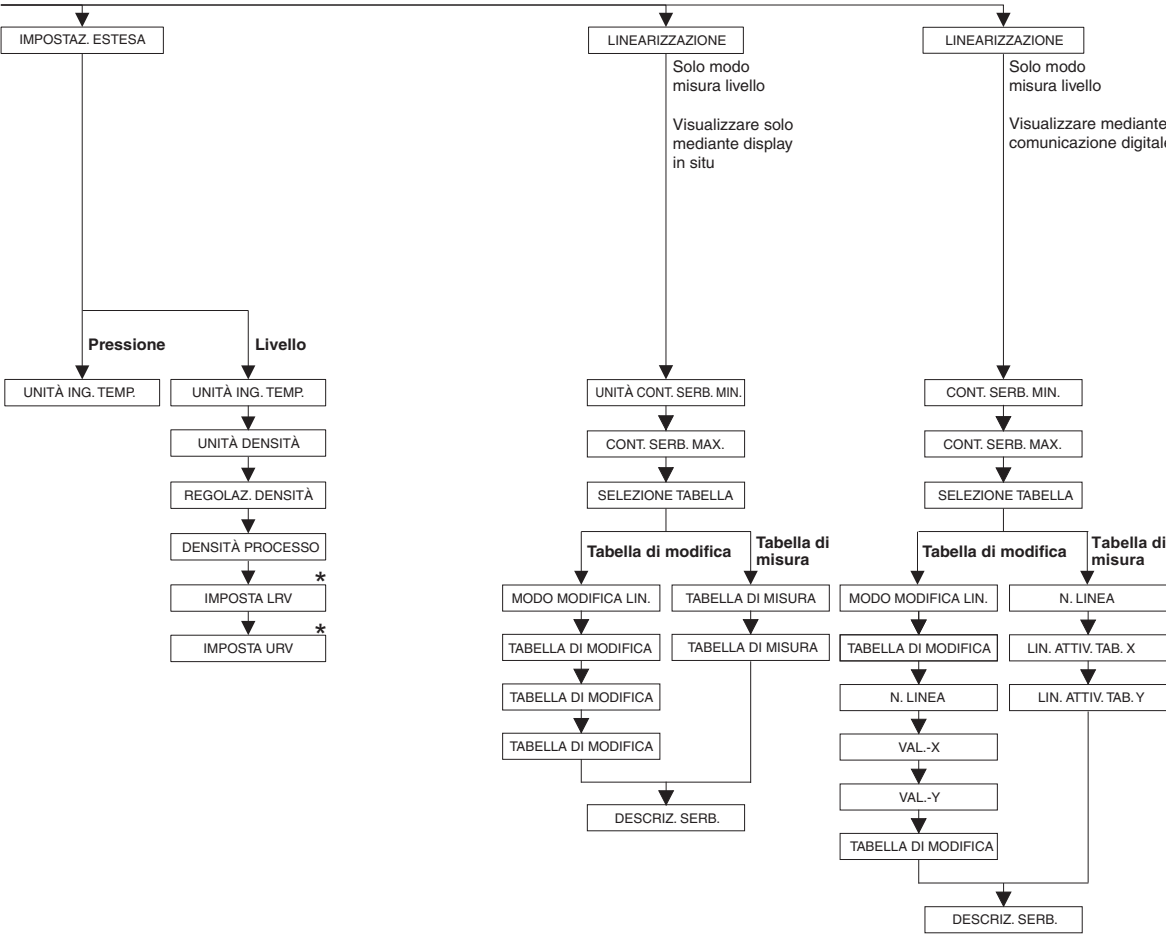 IMPOSTAZ. ESTESA
LINEARIZZAZIONE
LINEARIZZAZIONE
Solo modo
misura livello
Visualizzare solo
mediante display
in situ
Solo modo
misura livello
Visualizzare mediante
comunicazione digitale
Pressione
Livello
UNITÀ ING. TEMP.
UNITÀ ING. TEMP.
UNITÀ DENSITÀ
REGOLAZ. DENSITÀ
DENSITÀ PROCESSO
*
IMPOSTA LRV
*
IMPOSTA URV
UNITÀ CONT. SERB. MIN.
CONT. SERB. MAX.
SELEZIONE TABELLA
Tabella di modifica
Tabella di
misura
MODO MODIFICA LIN.
TABELLA DI MODIFICA
TABELLA DI MODIFICA
TABELLA DI MODIFICA
TABELLA DI MISURA
TABELLA DI MISURA
DESCRIZ. SERB.
CONT. SERB. MIN.
CONT. SERB. MAX.
SELEZIONE TABELLA
Tabella di modifica
Tabella di
misura
MODO MODIFICA LIN.
TABELLA DI MODIFICA
N. LINEA
VAL.-X
VAL.-Y
TABELLA DI MODIFICA
N. LINEA
LIN. ATTIV. TAB. X
LIN. ATTIV. TAB. Y
DESCRIZ. SERB.